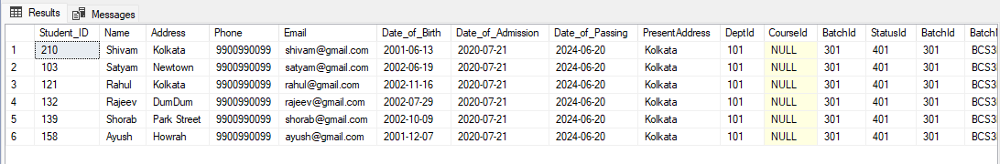 Results Messages
Student_ID Name Address Phone Email Date_of_Birth Date_of_Admission Date_of_Passing PresentAddress DeptId CourseId BatchId StatusId BatchId BatchN
1 210 Shivam Kolkata 9900990099 shivam@gmail.com 2001-06-13 2020-07-21 2024-06-20 Kolkata 101 NULL 301 401 301 BCS3
2 103 Satyam Newtown 9900990099 satyam@gmail.com 2002-06-19 2020-07-21 2024-06-20 Kolkata 101 NULL 301 401 301 BCS3
3 121 Rahul Kolkata 9900990099 rahul@gmail.com 2002-11-16 2020-07-21 2024-06-20 Kolkata 101 NULL 301 401 301 BCS3
4 132 Rajeev DumDum 9900990099 rajeev@gmail.com 2002-07-29 2020-07-21 2024-06-20 Kolkata 101 NULL 301 401 301 BCS3
5 139 Shorab Park Street 9900990099 shorab@gmail.com 2002-10-09 2020-07-21 2024-06-20 Kolkata 101 NULL 301 401 301 BCS3
6 158 Ayush Howrah 9900990099 ayush@gmail.com 2001-12-07 2020-07-21 2024-06-20 Kolkata 101 NULL 301 401 301 BCS3